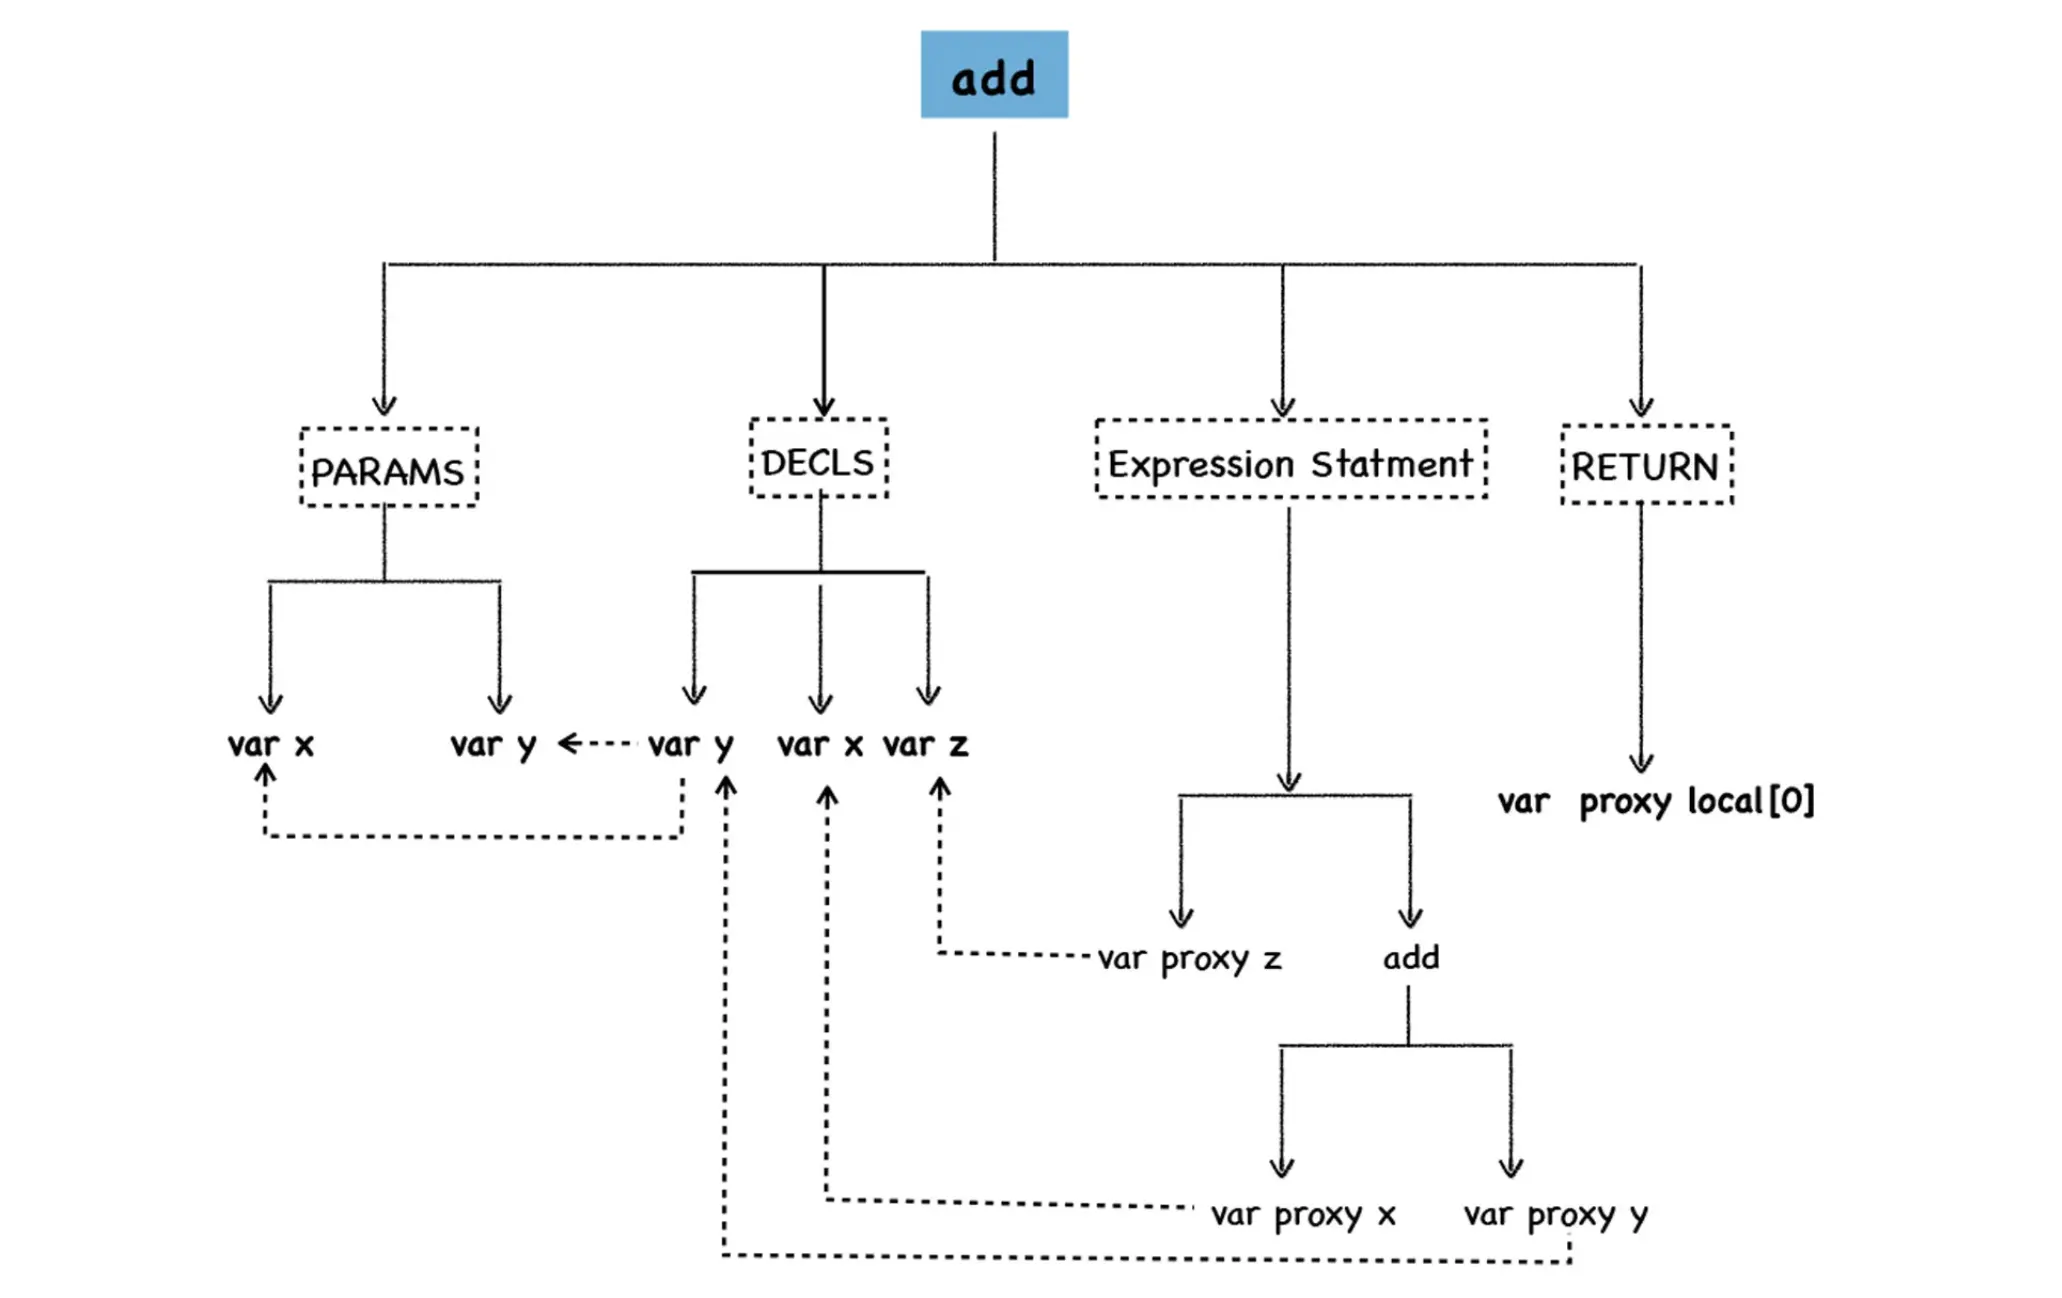 add
PARAMS
DECLS
Expression Statment
RETURN
var x
var y
var y
var x
var z
var proxy local[0]
var proxy z
add
var proxy x
var proxy y